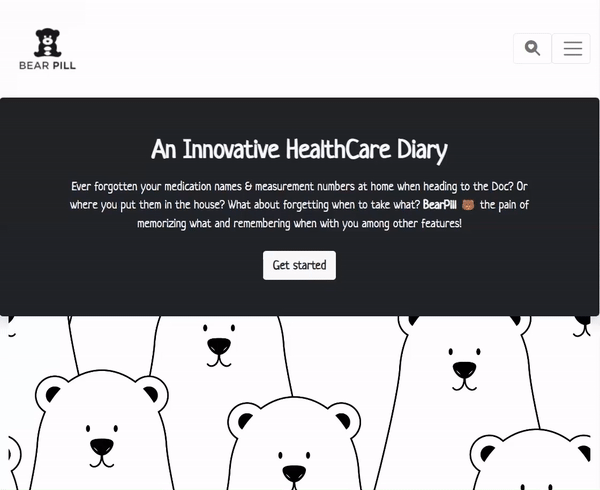 BEAR PILL
An Innovative HealthCare Diary
Ever forgotten your medication names & measurement numbers at home when heading to the Doc? Or
where you put them in the house? What about forgetting when to take what? BearPill 🐻 the pain of
memorizing what and remembering when with you among other features!
Get started